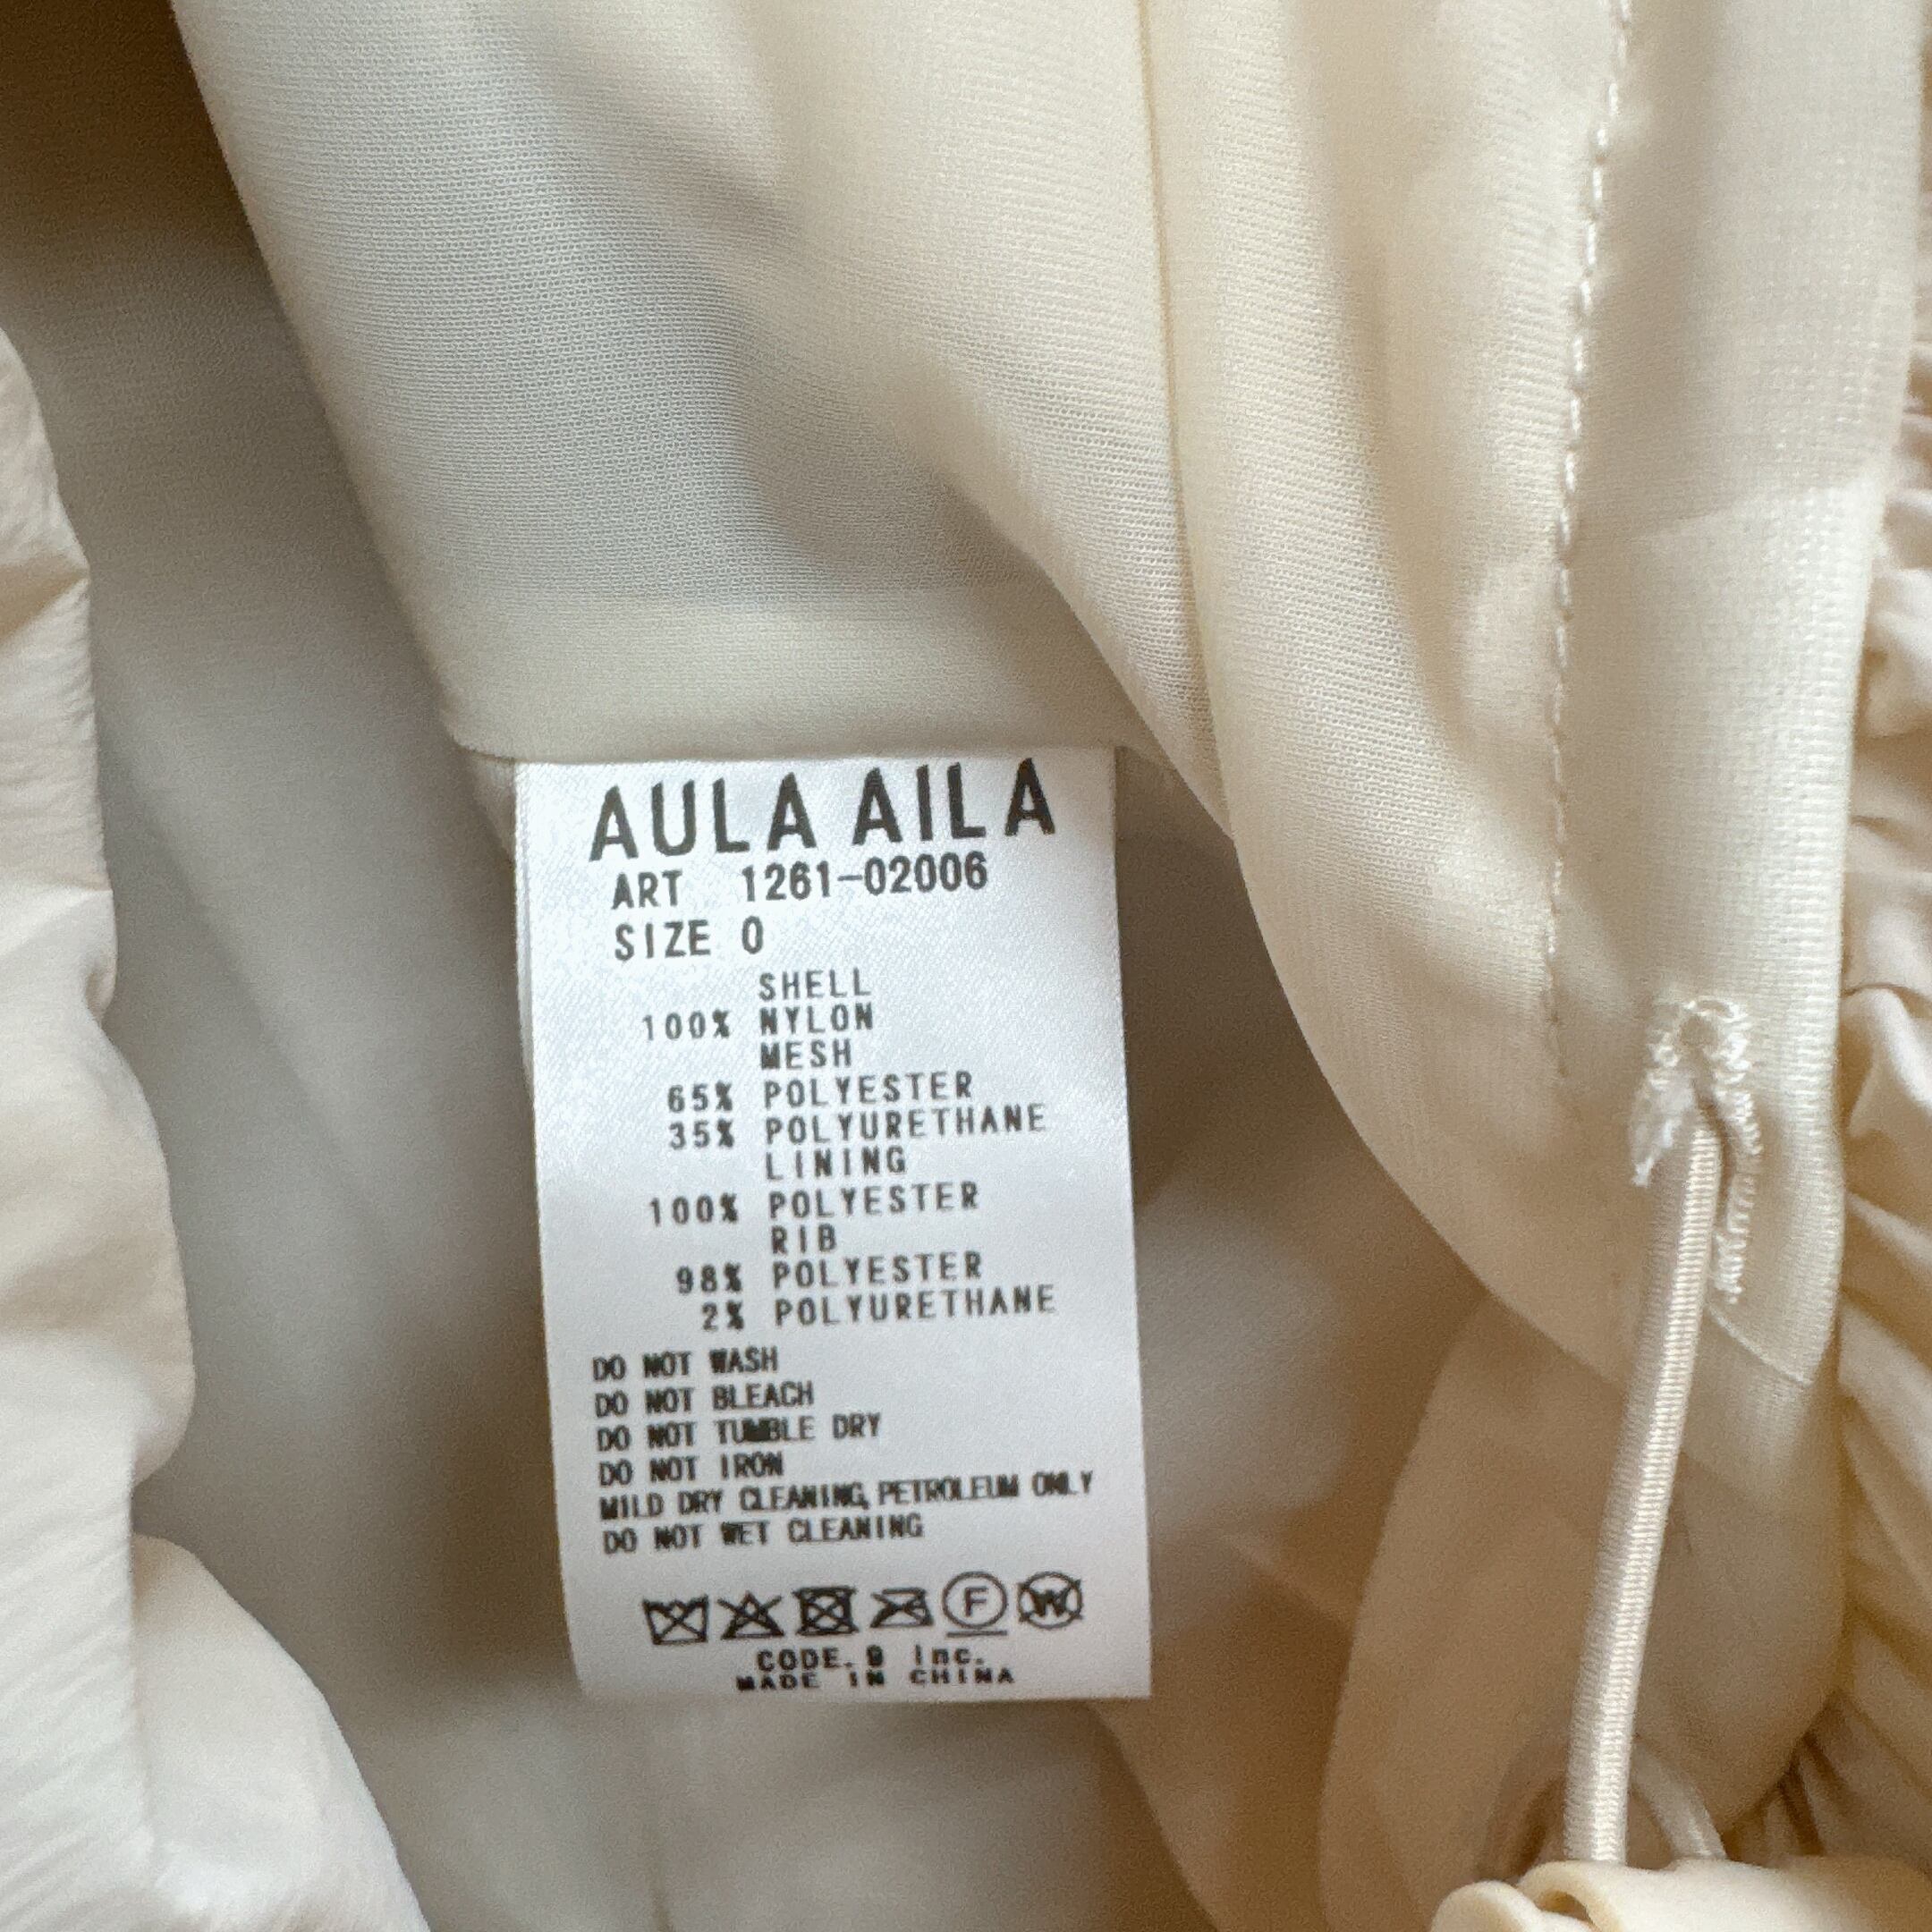 AULA AILA
ART 1261-02006
SIZE 0
SHELL
100% NYLON
MESH
65% POLYESTER
35% POLYURETHANE
LINING
100% POLYESTER
RIB
98% POLYESTER
2% POLYURETHANE
DO NOT WASH
DO NOT BLEACH
DO NOT TUMBLE DRY
DO NOT IRON
MILD DRY CLEANING, PETROLEUM ONLY
DO NOT WET CLEANING
F W
CODE. 9 Inc.
MADE IN CHINA